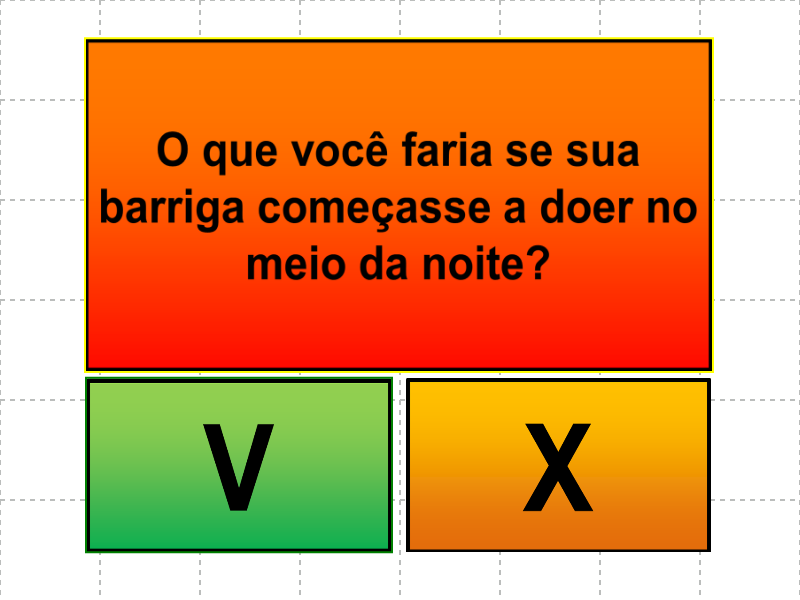 O que você faria se sua
barriga começasse a doer no
meio da noite?
V
X